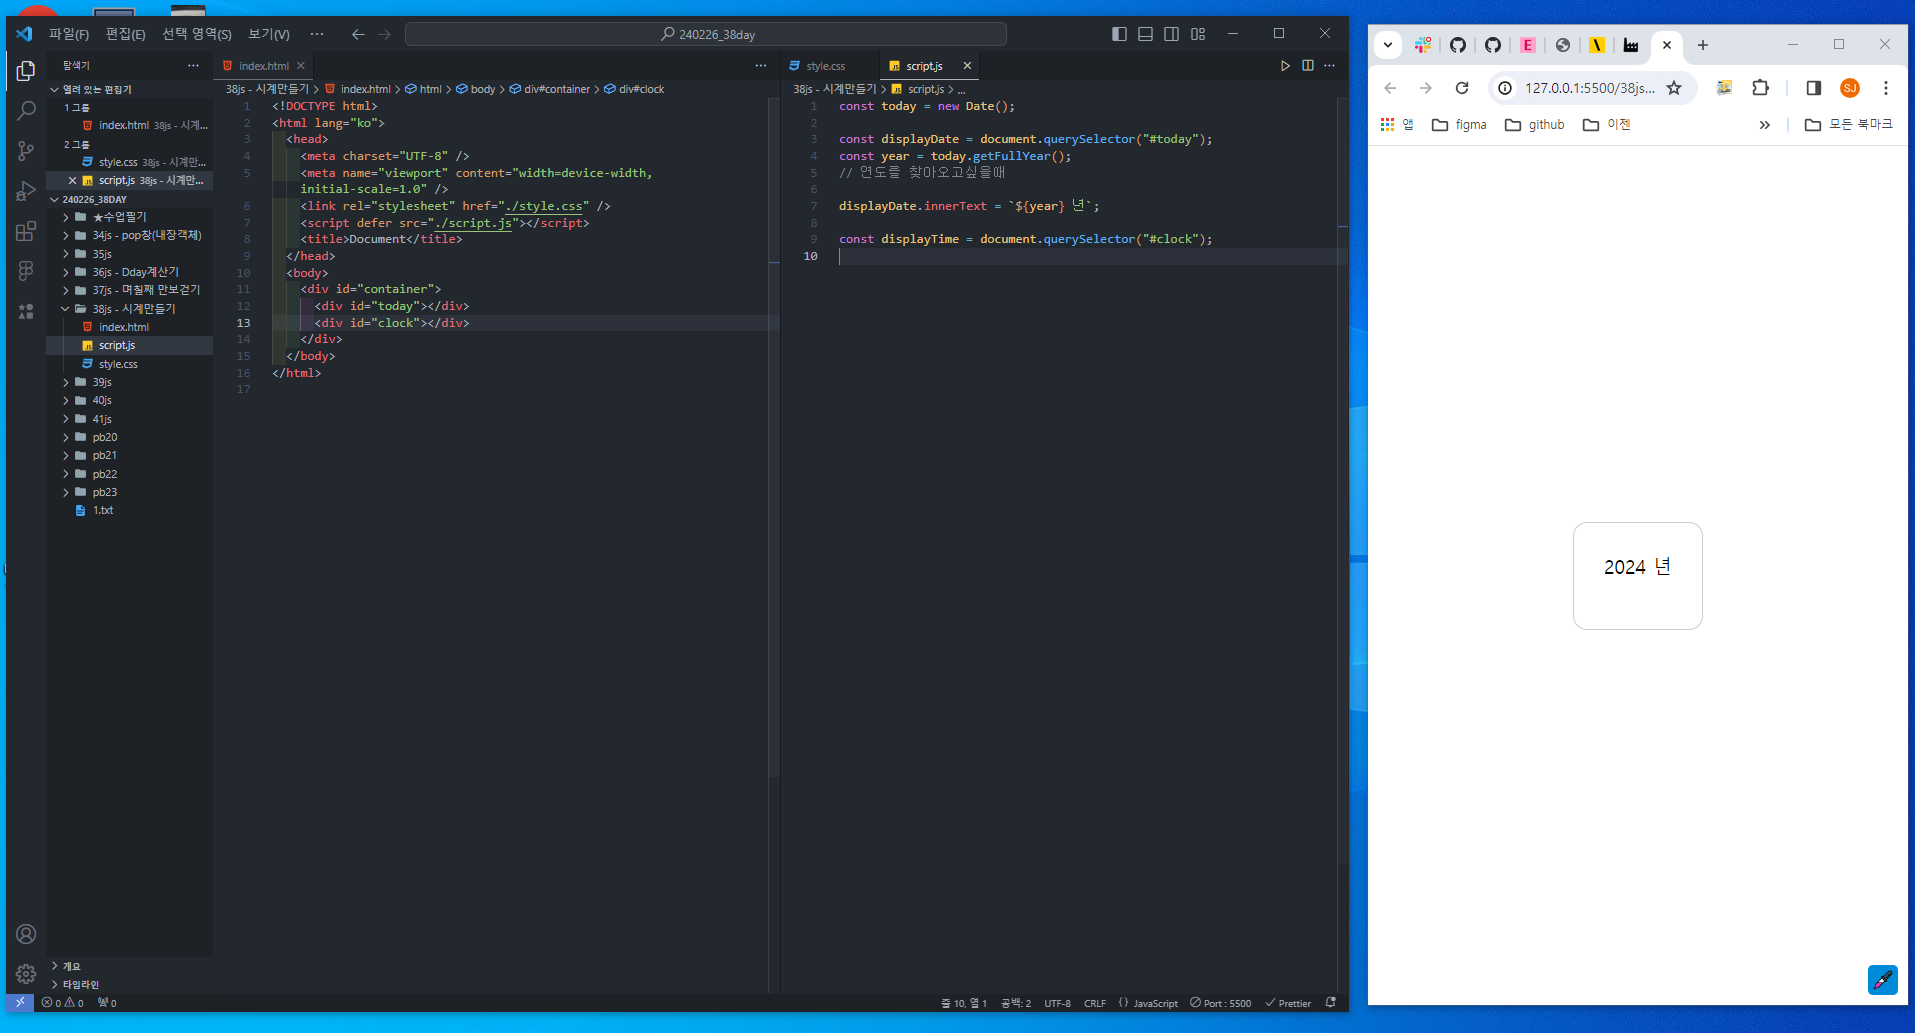 파일(F) 편집(E) 선택 영역(S) 보기(V) ··· 240226_38day
탐색기 ···
열려 있는 편집기
1 그룹
index.html 38js - 시계...
2 그룹
style.css 38js - 시계만...
script.js 38js - 시계만...
240226_38DAY
★수업필기
34js - pop창(내장객체)
35js
36js - Dday계산기
37js - 며칠째 만보걷기
38js - 시계만들기
index.html
script.js
style.css
39js
40js
41js
pb20
pb21
pb22
pb23
1.txt
개요
타임라인
index.html
38js - 시계만들기 > index.html > html > body > div#container > div#clock
1 <!DOCTYPE html>
2 <html lang="ko">
3 <head>
4 <meta charset="UTF-8" />
5 <meta name="viewport" content="width=device-width,
initial-scale=1.0" />
6 <link rel="stylesheet" href="./style.css" />
7 <script defer src="./script.js"></script>
8 <title>Document</title>
9 </head>
10 <body>
11 <div id="container">
12 <div id="today"></div>
13 <div id="clock"></div>
14 </div>
15 </body>
16 </html>
17
style.css script.js
38js - 시계만들기 > script.js > ...
1 const today = new Date();
2
3 const displayDate = document.querySelector("#today");
4 const year = today.getFullYear();
5 // 연도를 찾아오고싶을때
6
7 displayDate.innerText = `${year} 년`;
8
9 const displayTime = document.querySelector("#clock");
10
0 0 0 줄 10, 열 1 공백: 2 UTF-8 CRLF {} JavaScript Port : 5500 Prettier
127.0.0.1:5500/38js... SJ
앱 figma github 이젠 » 모든 북마크
2024 년